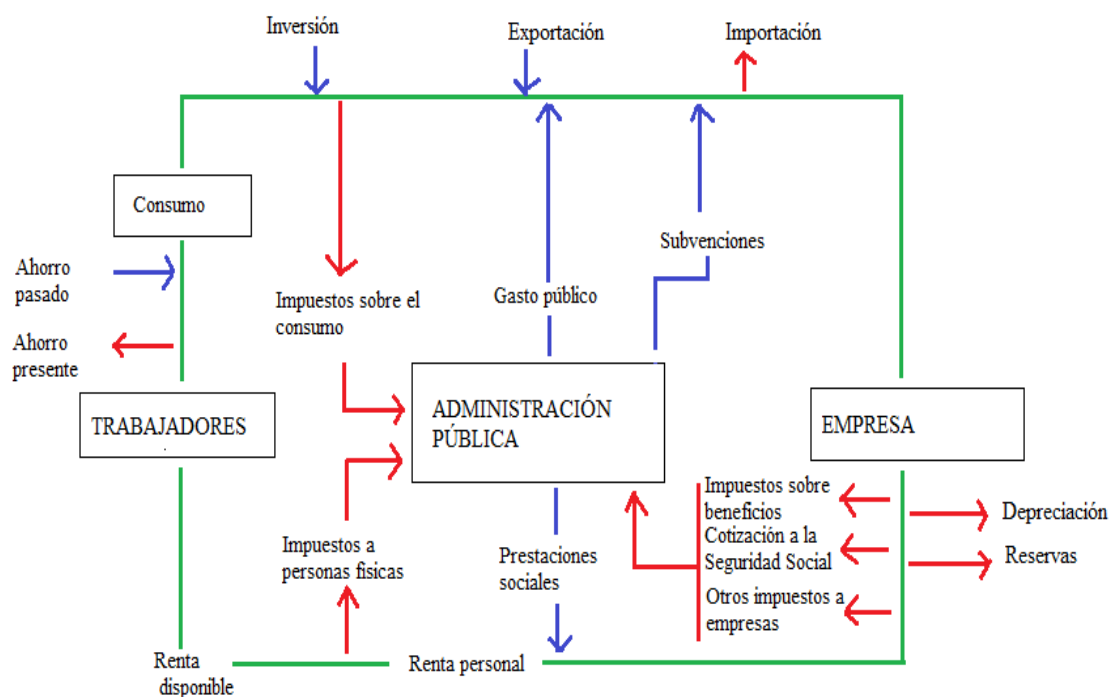 Inversión
Exportación
Importación
Consumo
Subvenciones
Ahorro
pasado
Impuestos sobre el
consumo
Gasto público
Ahorro
presente
TRABAJADORES
ADMINISTRACIÓN
PÚBLICA
EMPRESA
Impuestos sobre
beneficios
Cotización a la
Seguridad Social
Otros impuestos a
empresas
Depreciación
Reservas
Impuestos a
personas fisicas
Prestaciones
sociales
Renta
disponible
Renta personal